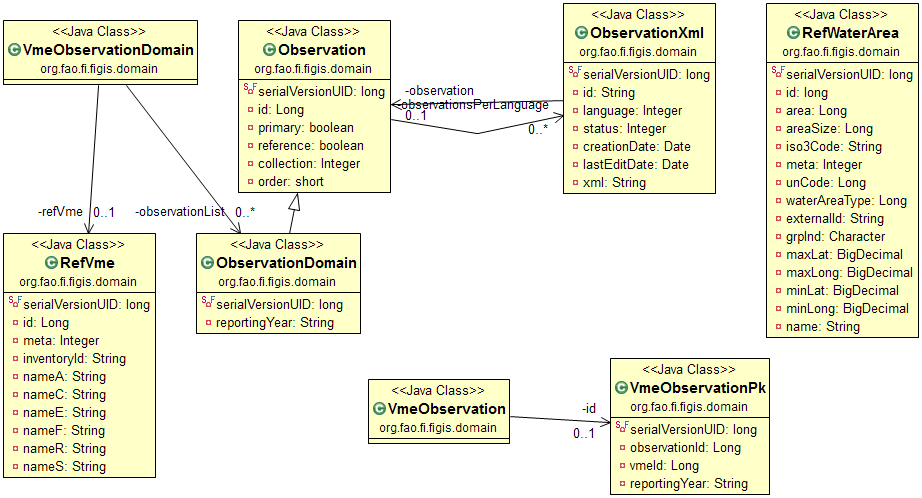 <<Java Class>>
VmeObservationDomain
org.fao.fi.figis.domain
<<Java Class>>
Observation
org.fao.fi.figis.domain
serialVersionUID: long
id: Long
primary: boolean
reference: boolean
collection: Integer
order: short
<<Java Class>>
ObservationXml
org.fao.fi.figis.domain
serialVersionUID: long
id: String
language: Integer
status: Integer
creationDate: Date
lastEditDate: Date
xml: String
<<Java Class>>
RefWaterArea
org.fao.fi.figis.domain
serialVersionUID: long
id: long
area: Long
areaSize: Long
iso3Code: String
meta: Integer
unCode: Long
waterAreaType: Long
externalId: String
grpInd: Character
maxLat: BigDecimal
maxLong: BigDecimal
minLat: BigDecimal
minLong: BigDecimal
name: String
-observation
-observationsPerLanguage
0..1
0..*
-refVme 0..1
-observationList 0..*
<<Java Class>>
RefVme
org.fao.fi.figis.domain
serialVersionUID: long
id: Long
meta: Integer
inventoryId: String
nameA: String
nameC: String
nameE: String
nameF: String
nameR: String
nameS: String
<<Java Class>>
ObservationDomain
org.fao.fi.figis.domain
serialVersionUID: long
reportingYear: String
<<Java Class>>
VmeObservation
org.fao.fi.figis.domain
-id
0..1
<<Java Class>>
VmeObservationPk
org.fao.fi.figis.domain
serialVersionUID: long
observationId: Long
vmeId: Long
reportingYear: String